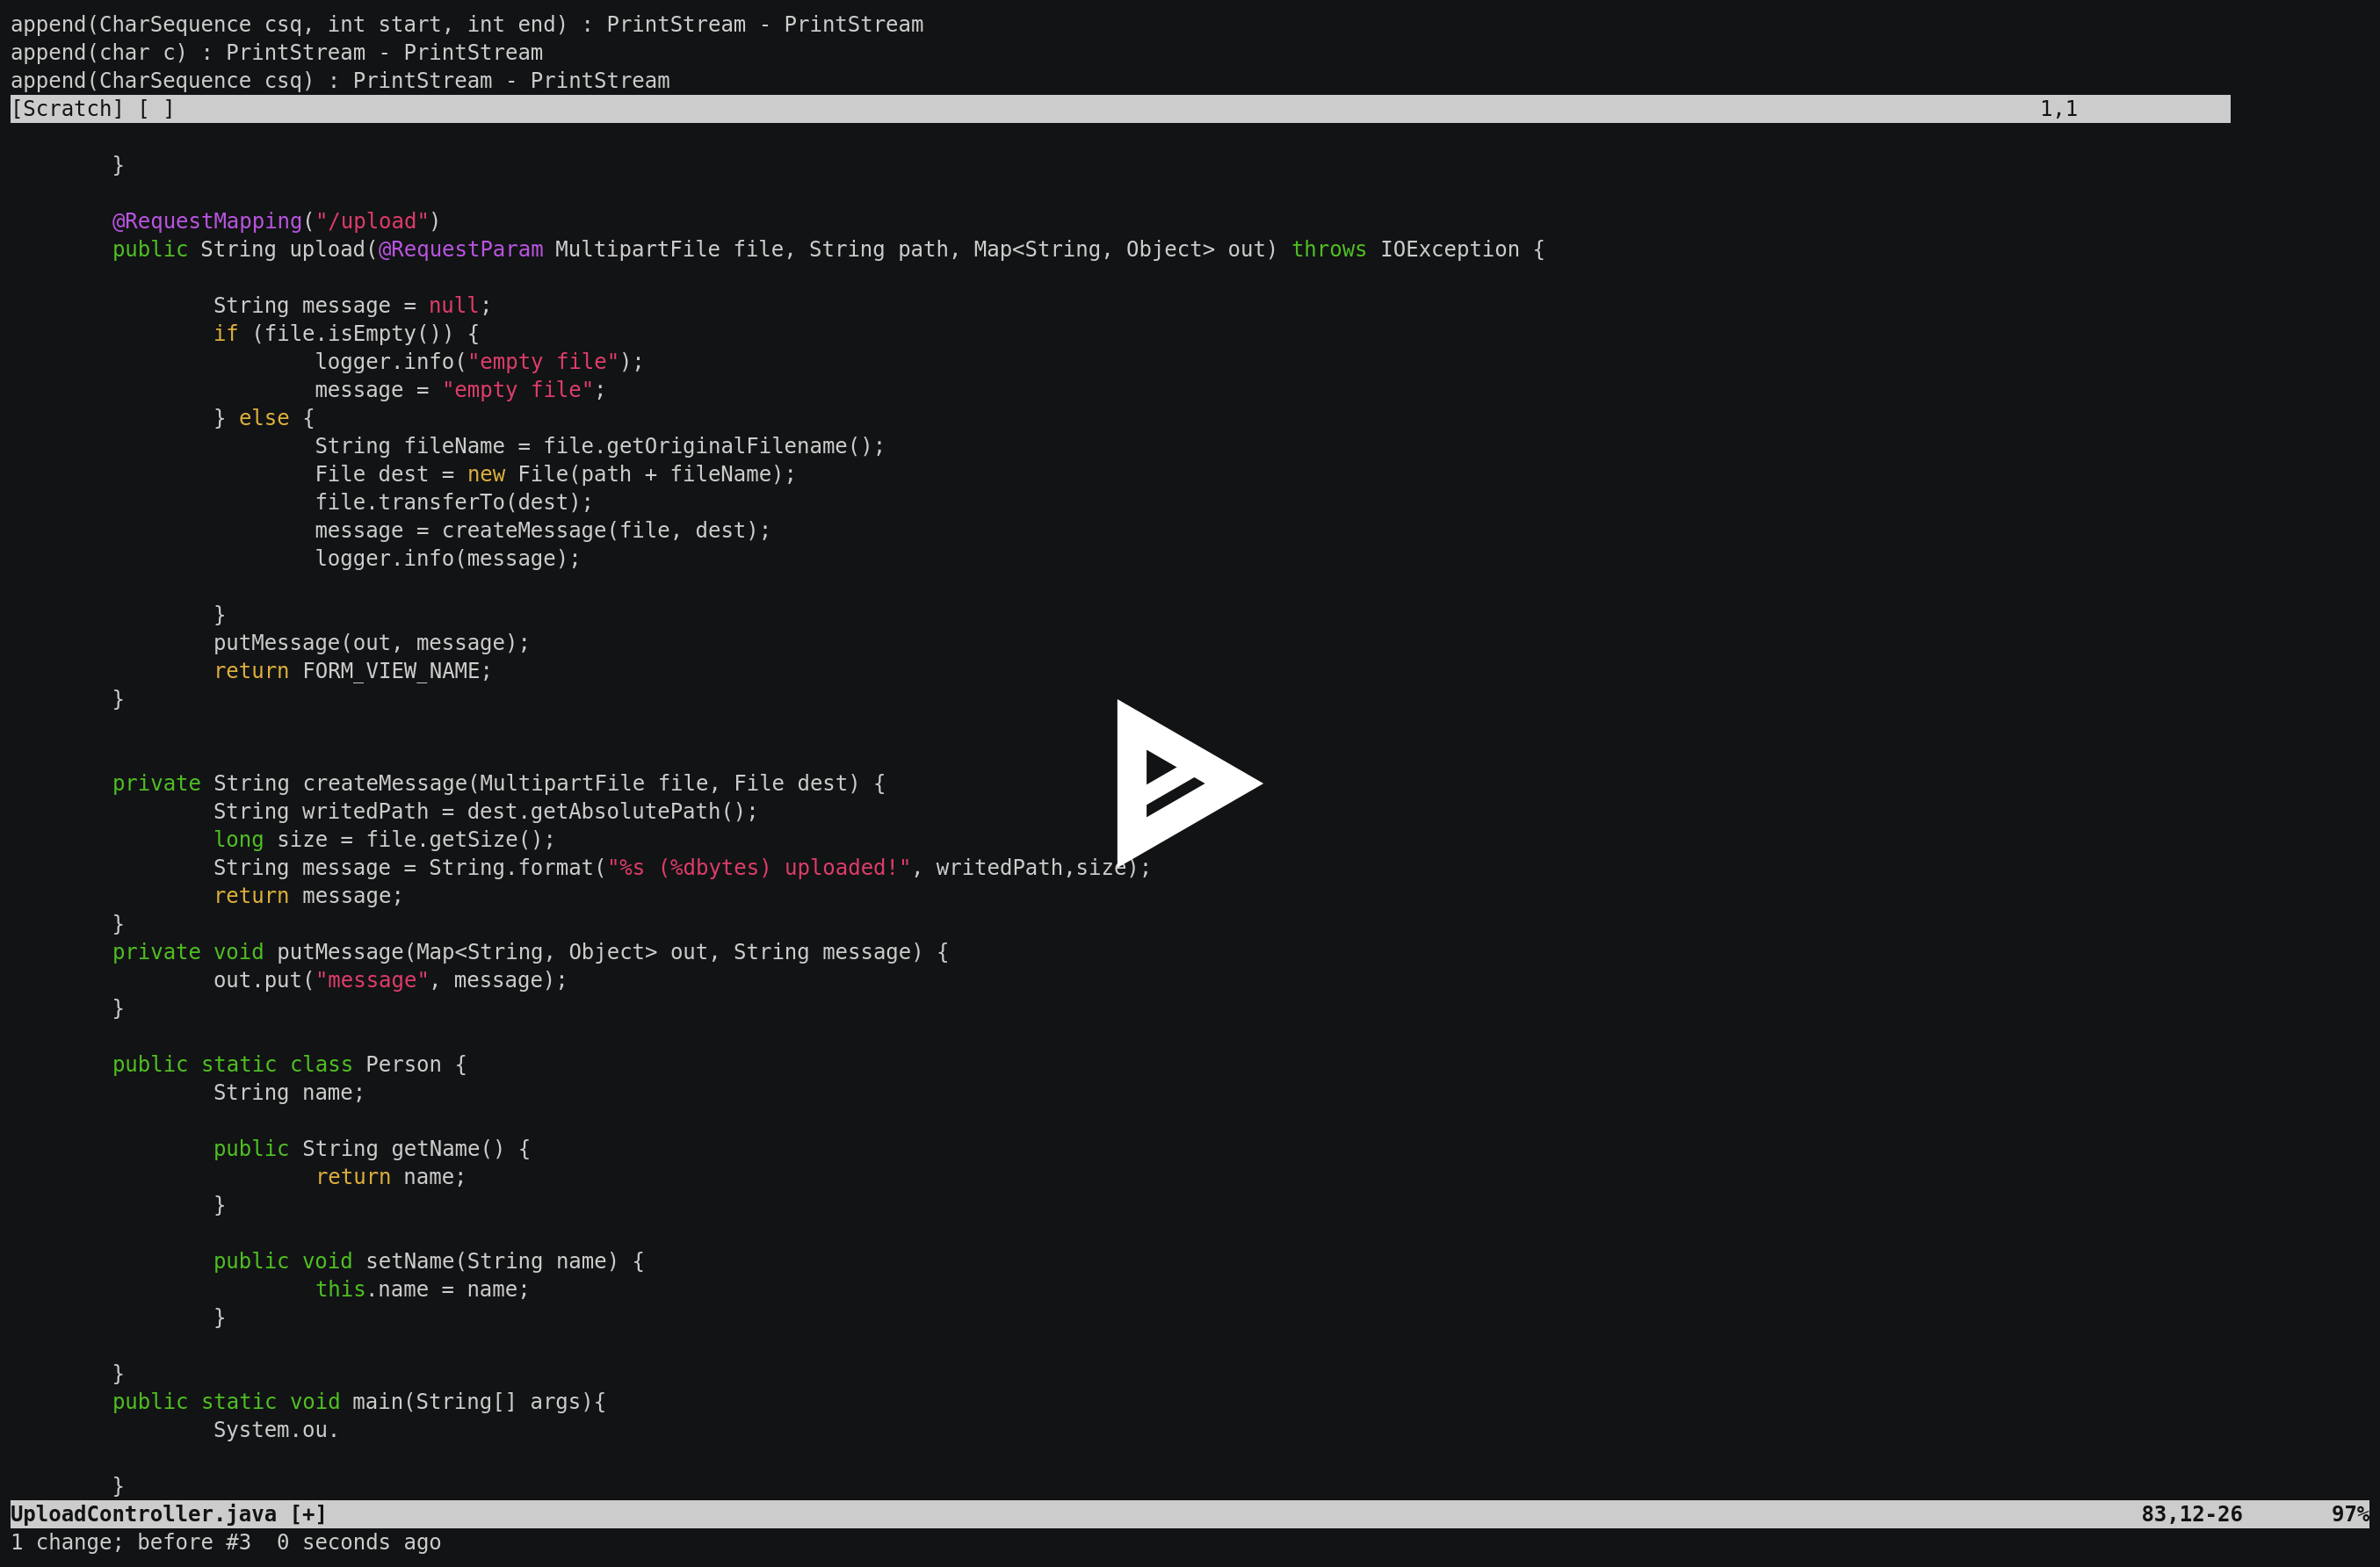 append(CharSequence csq, int start, int end) : PrintStream - PrintStream
append(char c) : PrintStream - PrintStream
append(CharSequence csq) : PrintStream - PrintStream
[Scratch] [ ] 1,1
}
@RequestMapping("/upload")
public String upload(@RequestParam MultipartFile file, String path, Map<String, Object> out) throws IOException {
String message = null;
if (file.isEmpty()) {
logger.info("empty file");
message = "empty file";
} else {
String fileName = file.getOriginalFilename();
File dest = new File(path + fileName);
file.transferTo(dest);
message = createMessage(file, dest);
logger.info(message);
}
putMessage(out, message);
return FORM_VIEW_NAME;
}
private String createMessage(MultipartFile file, File dest) {
String writedPath = dest.getAbsolutePath();
long size = file.getSize();
String message = String.format("%s (%dbytes) uploaded!", writedPath,size);
return message;
}
private void putMessage(Map<String, Object> out, String message) {
out.put("message", message);
}
public static class Person {
String name;
public String getName() {
return name;
}
public void setName(String name) {
this.name = name;
}
}
public static void main(String[] args){
System.ou.
}
UploadController.java [+] 83,12-26 97%
1 change; before #3  0 seconds ago